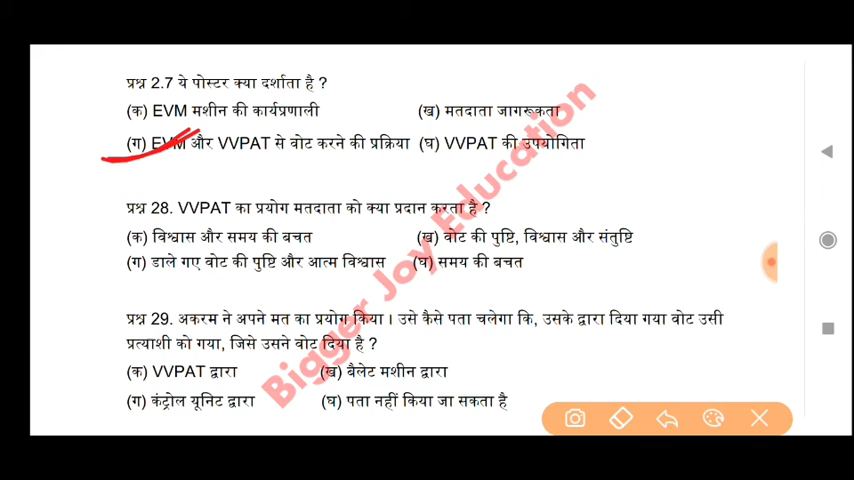 प्रश्न 2.7 ये पोस्टर क्या दर्शाता है ?
(क) EVM मशीन की कार्यप्रणाली (ख) मतदाता जागरूकता
(ग) EVM और VVPAT से वोट करने की प्रक्रिया (घ) VVPAT की उपयोगिता
प्रश्न 28. VVPAT का प्रयोग मतदाता को क्या प्रदान करता है ?
(क) विश्वास और समय की बचत (ख) वोट की पुष्टि, विश्वास और संतुष्टि
(ग) डाले गए वोट की पुष्टि और आत्म विश्वास (घ) समय की बचत
प्रश्न 29. अकरम ने अपने मत का प्रयोग किया। उसे कैसे पता चलेगा कि, उसके द्वारा दिया गया वोट उसी
प्रत्याशी को गया, जिसे उसने वोट दिया है ?
(क) VVPAT द्वारा (ख) बैलेट मशीन द्वारा
(ग) कंट्रोल यूनिट द्वारा (घ) पता नहीं किया जा सकता है
Bigger Joy Education